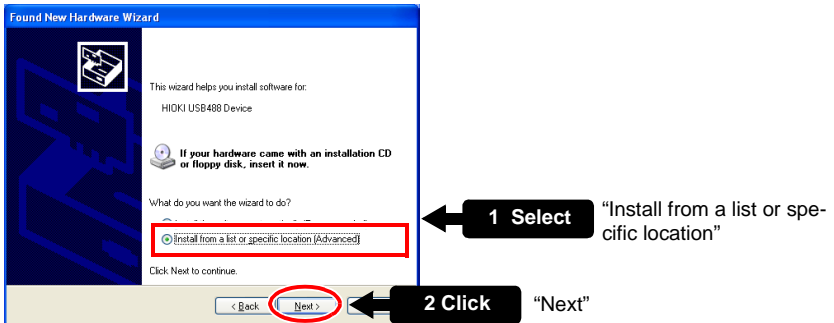 Found New Hardware Wizard
This wizard helps you install software for:
HIOKI USB488 Device
If your hardware came with an installation CD
or floppy disk, insert it now.
What do you want the wizard to do?
Install from a list or specific location (Advanced)
Click Next to continue.
< Back
Next >
1 Select
"Install from a list or spe-
cific location"
2 Click
"Next"